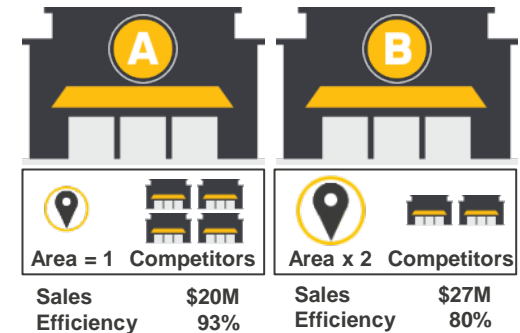 A
B
Area = 1 Competitors
Area x 2 Competitors
Sales $20M
Efficiency 93%
Sales $27M
Efficiency 80%